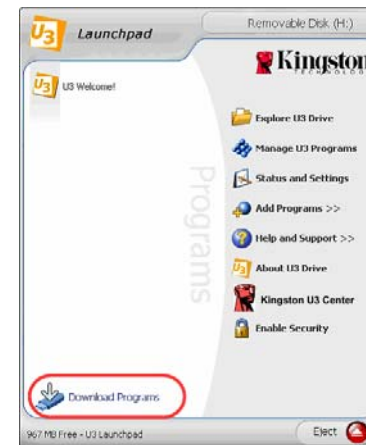 U3 Launchpad
Removable Disk (H:)
Kingston
TECHNOLOGY
U3 U3 Welcome!
Explore U3 Drive
Manage U3 Programs
Status and Settings
Add Programs >>
Help and Support >>
U3 About U3 Drive
Kingston U3 Center
Enable Security
Programs
Download Programs
967 MB Free - U3 Launchpad
Eject